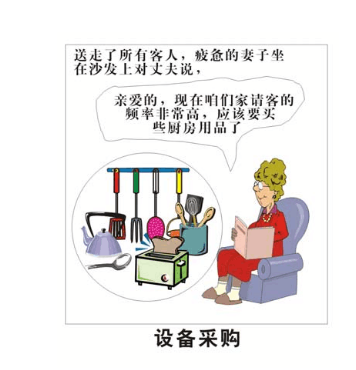 送走了所有客人，疲惫的妻子坐
在沙发上对丈夫说，
亲爱的，现在咱们家请客的
频率非常高，应该要买
些厨房用品了
设备采购